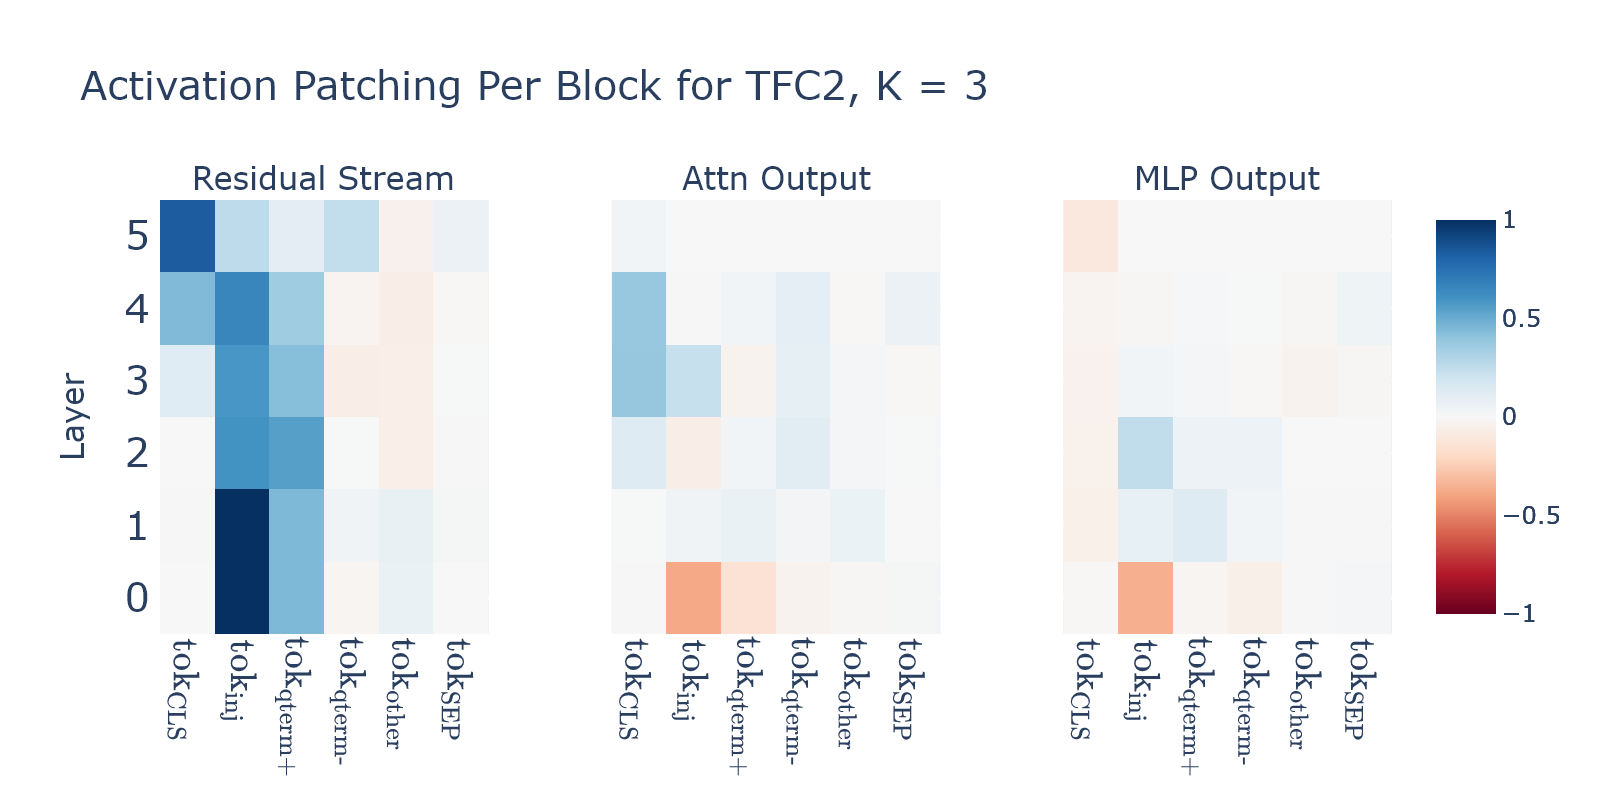 Activation Patching Per Block for TFC2, K = 3
Residual Stream
Attn Output
MLP Output
Layer
5
4
3
2
1
0
tokCLS
tokinj
tokqterm+
tokqterm-
tokother
tokSEP
tokCLS
tokinj
tokqterm+
tokqterm-
tokother
tokSEP
tokCLS
tokinj
tokqterm+
tokqterm-
tokother
tokSEP
1
0.5
0
−0.5
−1